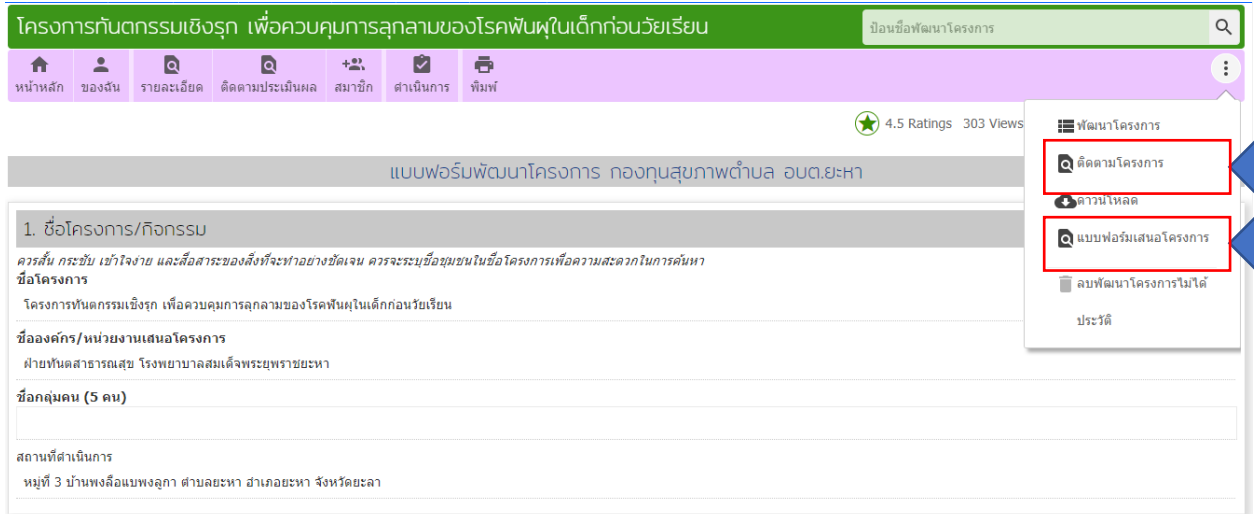 โครงการทันตกรรมเชิงรุก เพื่อควบคุมการลุกลามของโรคฟันผุในเด็กก่อนวัยเรียน
ป้อนชื่อพัฒนาโครงการ
หน้าหลัก ของฉัน รายละเอียด ติดตามประเมินผล สมาชิก ดำเนินการ พิมพ์
4.5 Ratings 303 Views
พัฒนาโครงการ
ติดตามโครงการ
ดาวน์โหลด
แบบฟอร์มเสนอโครงการ
ลบพัฒนาโครงการไม่ได้
ประวัติ
แบบฟอร์มพัฒนาโครงการ กองทุนสุขภาพตำบล อบต.ยะหา
1. ชื่อโครงการ/กิจกรรม
ควรสั้น กระชับ เข้าใจง่าย และสื่อสาระของสิ่งที่จะทำอย่างชัดเจน ควรจะระบุชื่อชุมชนในชื่อโครงการเพื่อความสะดวกในการค้นหา
ชื่อโครงการ
โครงการทันตกรรมเชิงรุก เพื่อควบคุมการลุกลามของโรคฟันผุในเด็กก่อนวัยเรียน
ชื่อองค์กร/หน่วยงานเสนอโครงการ
ฝ่ายทันตสาธารณสุข โรงพยาบาลสมเด็จพระยุพราชยะหา
ชื่อกลุ่มคน (5 คน)
สถานที่ดำเนินการ
หมู่ที่ 3 บ้านพงลือแบพงลูกา ตำบลยะหา อำเภอยะหา จังหวัดยะลา